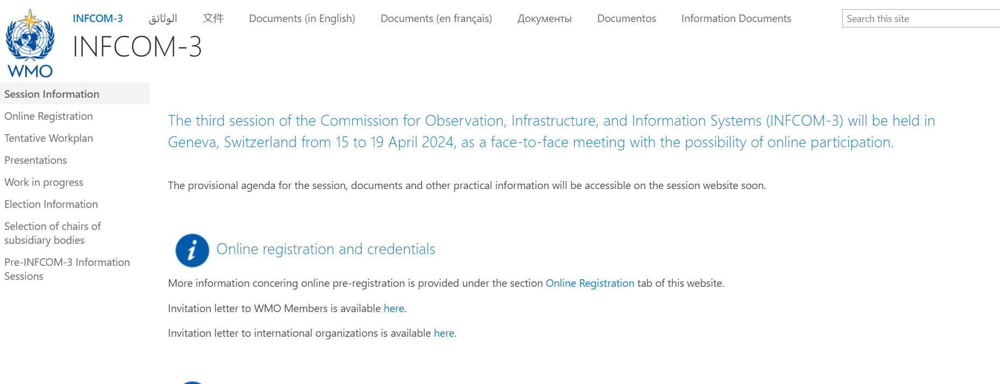 INFCOM-3 الوثائق 文件 Documents (in English) Documents (en français) Документы Documentos Information Documents Search this site
INFCOM-3
WMO
Session Information
Online Registration
Tentative Workplan
Presentations
Work in progress
Election Information
Selection of chairs of
subsidiary bodies
Pre-INFCOM-3 Information
Sessions
The third session of the Commission for Observation, Infrastructure, and Information Systems (INFCOM-3) will be held in
Geneva, Switzerland from 15 to 19 April 2024, as a face-to-face meeting with the possibility of online participation.
The provisional agenda for the session, documents and other practical information will be accessible on the session website soon.
i Online registration and credentials
More information concering online pre-registration is provided under the section Online Registration tab of this website.
Invitation letter to WMO Members is available here.
Invitation letter to international organizations is available here.